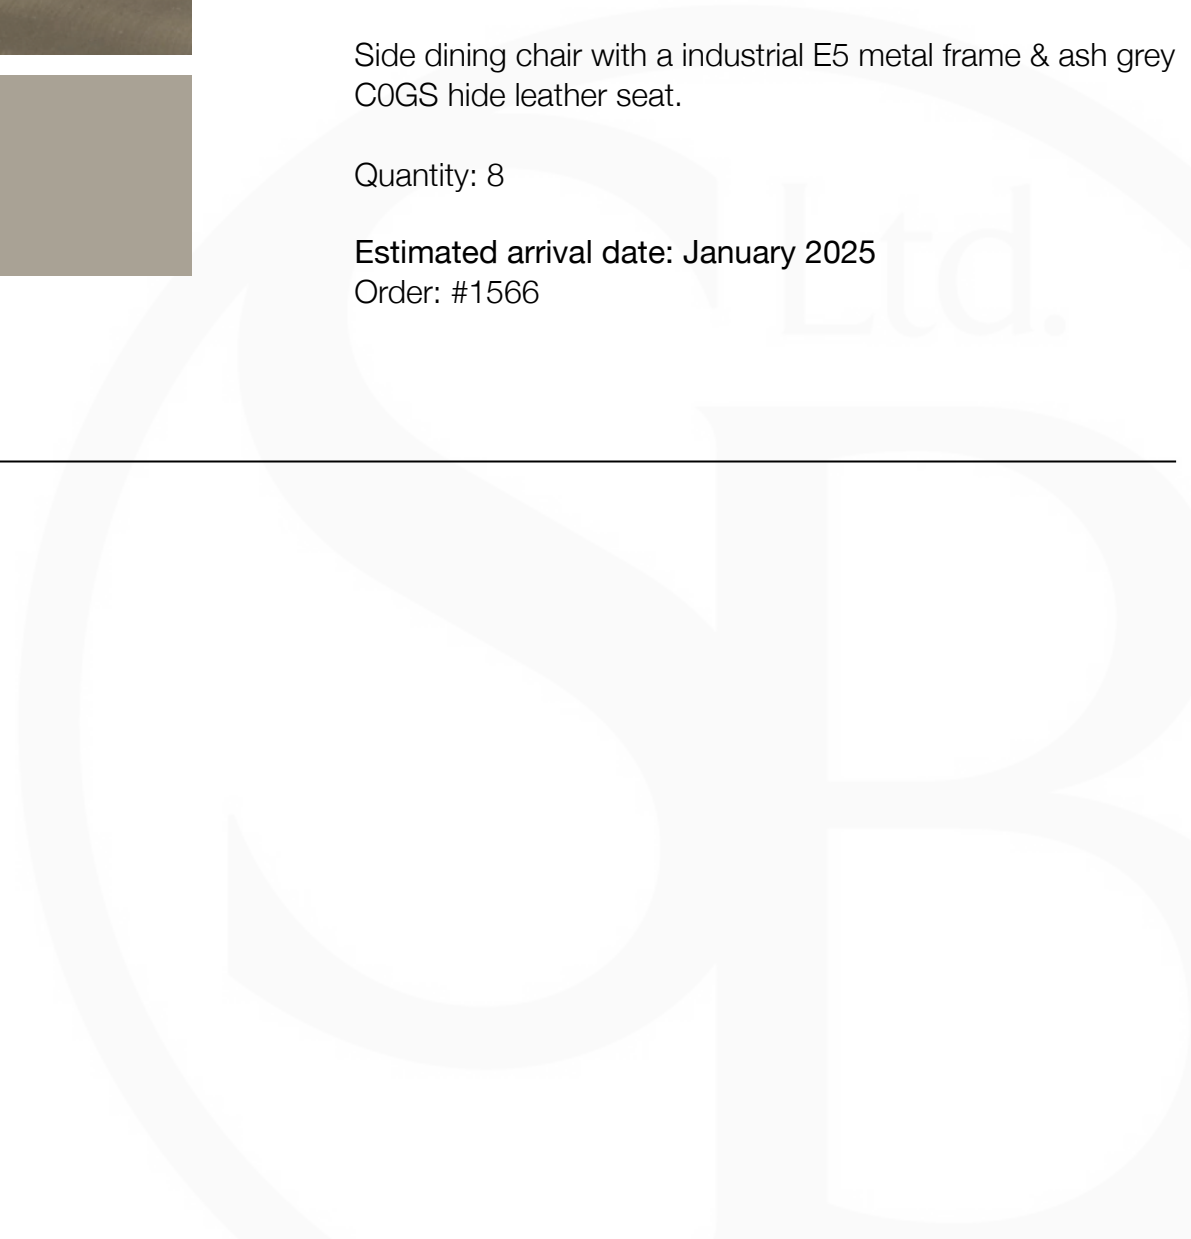 Side dining chair with a industrial E5 metal frame & ash grey
C0GS hide leather seat.
Quantity: 8
Estimated arrival date: January 2025
Order: #1566
Ltd.
SB